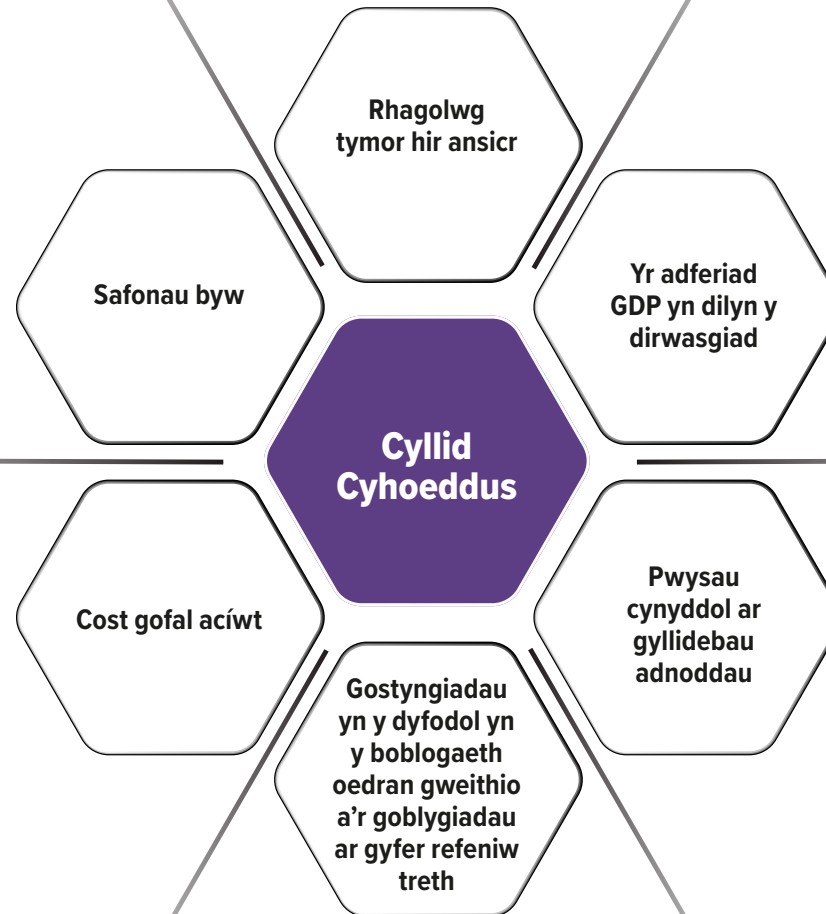 Rhagolwg
tymor hir ansicr
Safonau byw
Yr adferiad
GDP yn dilyn y
dirwasgiad
Cyllid
Cyhoeddus
Cost gofal acíwt
Pwysau
cynyddol ar
gyllidebau
adnoddau
Gostyngiadau
yn y dyfodol yn
y boblogaeth
oedran gweithio
a’r goblygiadau
ar gyfer refeniw
treth